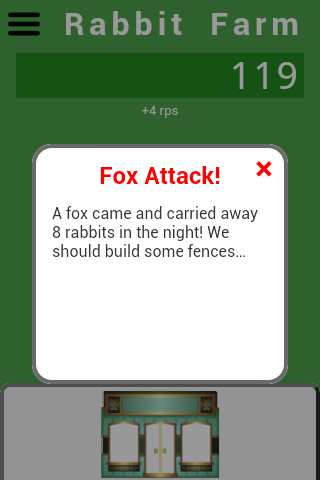 Rabbit Farm
119
+4 rps
Fox Attack!
A fox came and carried away
8 rabbits in the night! We
should build some fences...